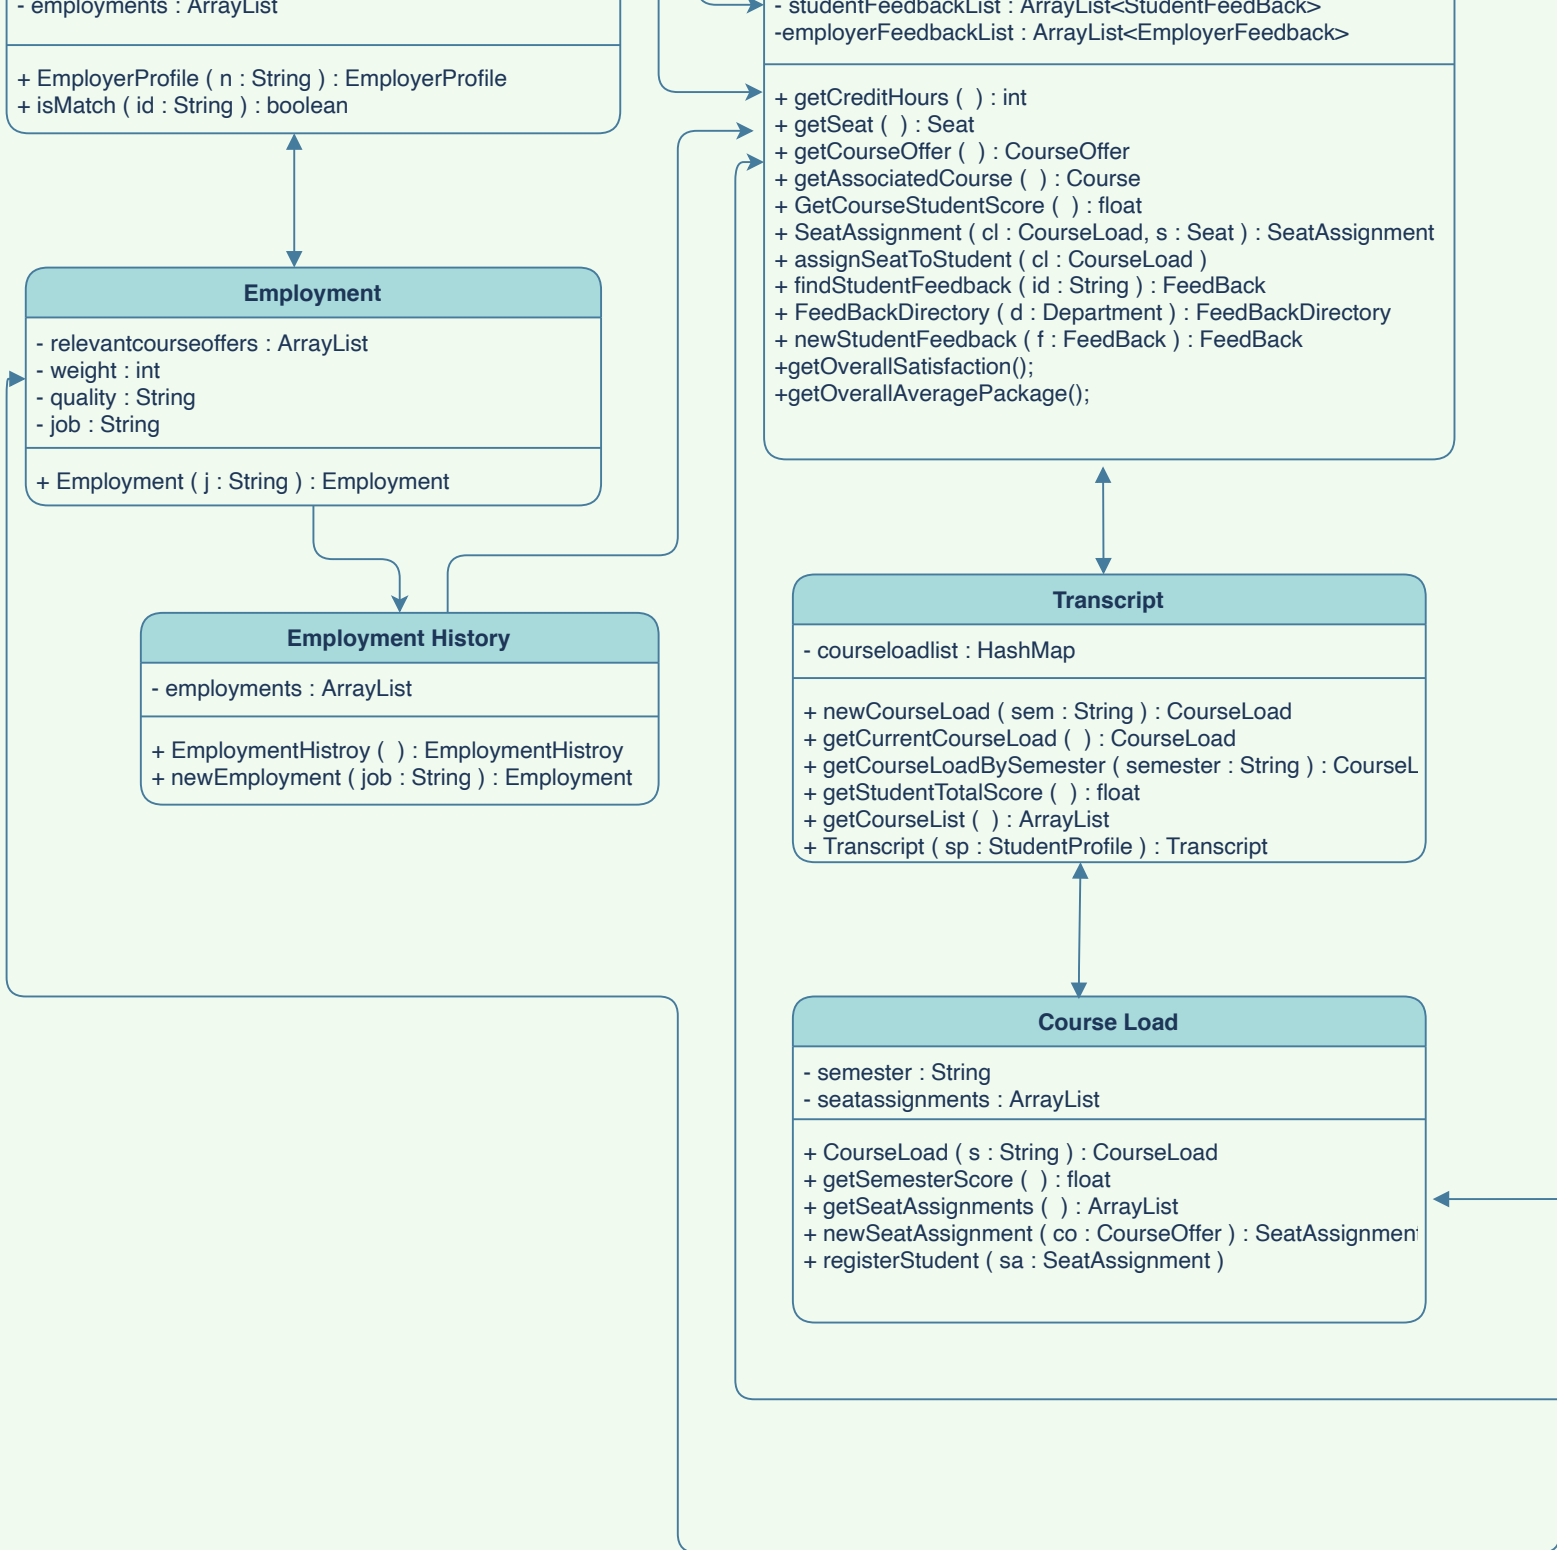 - employments : ArrayList
+ EmployerProfile ( n : String ) : EmployerProfile
+ isMatch ( id : String ) : boolean
- studentFeedbackList : ArrayList<StudentFeedBack>
-employerFeedbackList : ArrayList<EmployerFeedback>
+ getCreditHours ( ) : int
+ getSeat ( ) : Seat
+ getCourseOffer ( ) : CourseOffer
+ getAssociatedCourse ( ) : Course
+ GetCourseStudentScore ( ) : float
+ SeatAssignment ( cl : CourseLoad, s : Seat ) : SeatAssignment
+ assignSeatToStudent ( cl : CourseLoad )
+ findStudentFeedback ( id : String ) : FeedBack
+ FeedBackDirectory ( d : Department ) : FeedBackDirectory
+ newStudentFeedback ( f : FeedBack ) : FeedBack
+getOverallSatisfaction();
+getOverallAveragePackage();
Employment
- relevantcourseoffers : ArrayList
- weight : int
- quality : String
- job : String
+ Employment ( j : String ) : Employment
Employment History
- employments : ArrayList
+ EmploymentHistroy ( ) : EmploymentHistroy
+ newEmployment ( job : String ) : Employment
Transcript
- courseloadlist : HashMap
+ newCourseLoad ( sem : String ) : CourseLoad
+ getCurrentCourseLoad ( ) : CourseLoad
+ getCourseLoadBySemester ( semester : String ) : CourseL
+ getStudentTotalScore ( ) : float
+ getCourseList ( ) : ArrayList
+ Transcript ( sp : StudentProfile ) : Transcript
Course Load
- semester : String
- seatassignments : ArrayList
+ CourseLoad ( s : String ) : CourseLoad
+ getSemesterScore ( ) : float
+ getSeatAssignments ( ) : ArrayList
+ newSeatAssignment ( co : CourseOffer ) : SeatAssignment
+ registerStudent ( sa : SeatAssignment )